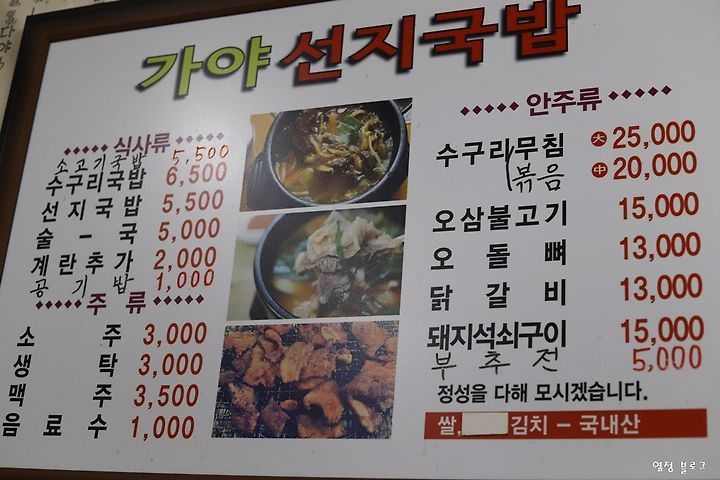 가야 선지국밥
식사류
소고기국밥 5,500
수구리국밥 6,500
선지국밥 5,500
술-국 5,000
계란추가 2,000
공기밥 1,000
주류
소주 3,000
생탁 3,000
맥주 3,500
음료수 1,000
안주류
수구리무침 大 25,000
볶음 中 20,000
오삼불고기 15,000
오돌뼈 13,000
닭갈비 13,000
돼지석쇠구이 15,000
부추전 5,000
정성을 다해 모시겠습니다.
쌀, 김치 - 국내산